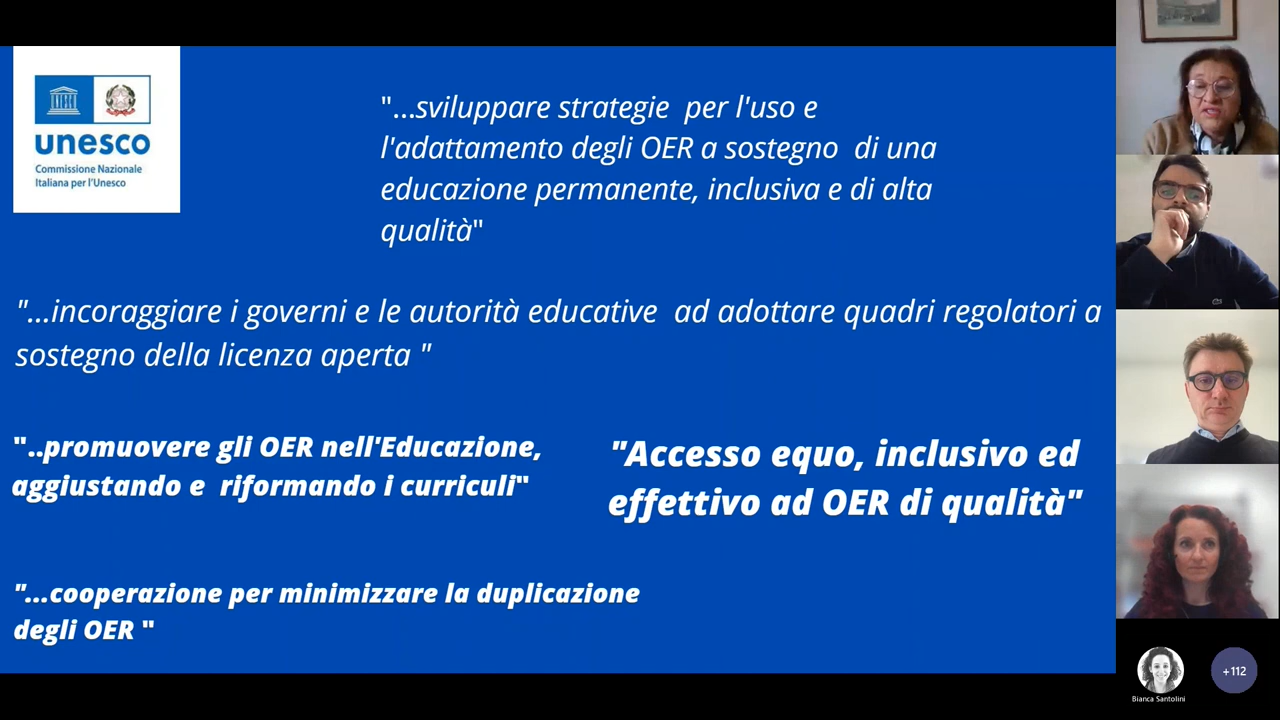 unesco
Commissione Nazionale
Italiana per l'Unesco
"...sviluppare strategie  per l'uso e
l'adattamento degli OER a sostegno  di una
educazione permanente, inclusiva e di alta
qualità"
"...incoraggiare i governi e le autorità educative  ad adottare quadri regolatori a
sostegno della licenza aperta "
"..promuovere gli OER nell'Educazione,
aggiustando e  riformando i curriculi"
"Accesso equo, inclusivo ed
effettivo ad OER di qualità"
"...cooperazione per minimizzare la duplicazione
degli OER "
Bianca Santolini
+112